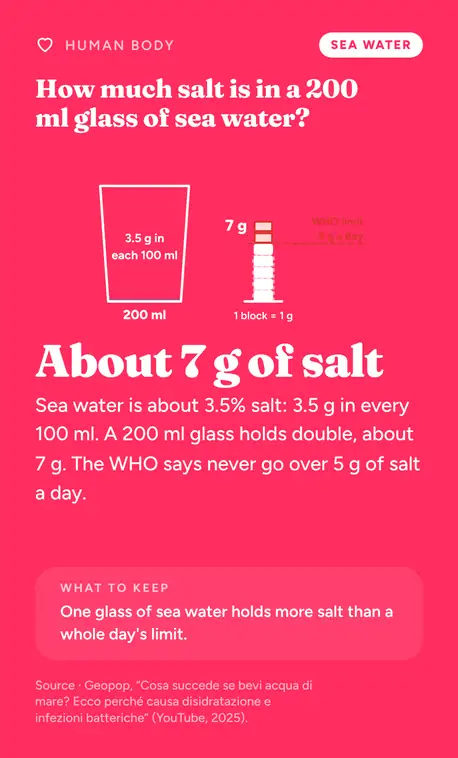 HUMAN BODY
SEA WATER
How much salt is in a 200
ml glass of sea water?
3.5 g in
each 100 ml
200 ml
7 g
WHO limit
5 g a day
1 block = 1 g
About 7 g of salt
Sea water is about 3.5% salt: 3.5 g in every
100 ml. A 200 ml glass holds double, about
7 g. The WHO says never go over 5 g of salt
a day.
WHAT TO KEEP
One glass of sea water holds more salt than a
whole day's limit.
Source · Geopop, “Cosa succede se bevi acqua di
mare? Ecco perché causa disidratazione e
infezioni batteriche” (YouTube, 2025).